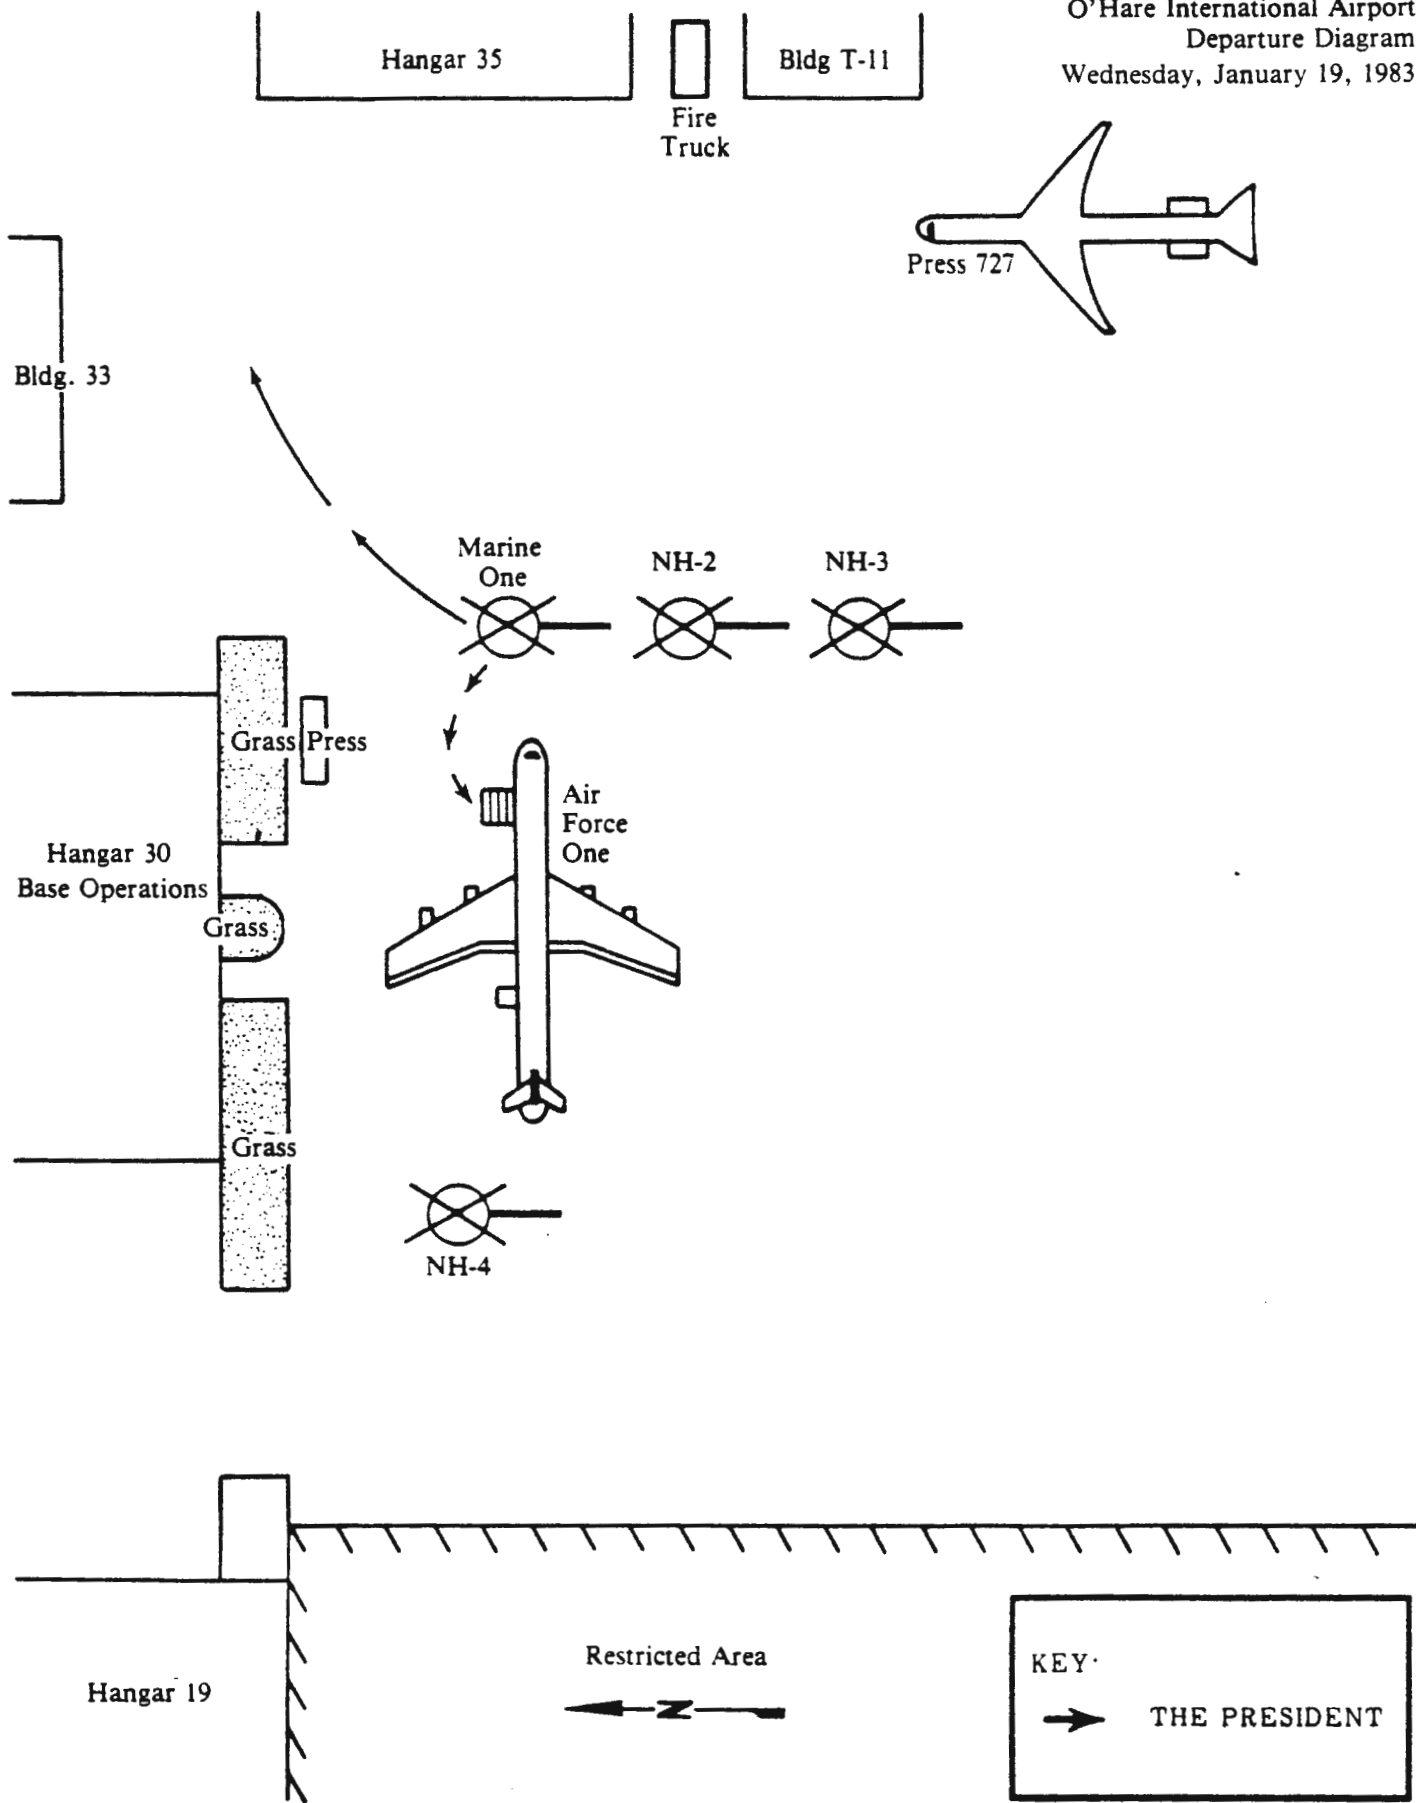 O'Hare International Airport
Departure Diagram
Wednesday, January 19, 1983
Hangar 35
Fire
Truck
Bldg T-11
Press 727
Bldg. 33
Marine
One
NH-2
NH-3
Grass
Press
Air
Force
One
Hangar 30
Base Operations
Grass
Grass
NH-4
Restricted Area
N
Hangar 19
KEY
THE PRESIDENT